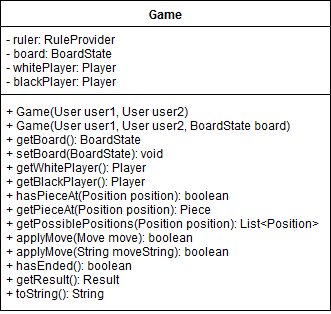 Game
- ruler: RuleProvider
- board: BoardState
- whitePlayer: Player
- blackPlayer: Player
+ Game(User user1, User user2)
+ Game(User user1, User user2, BoardState board)
+ getBoard(): BoardState
+ setBoard(BoardState): void
+ getWhitePlayer(): Player
+ getBlackPlayer(): Player
+ hasPieceAt(Position position): boolean
+ getPieceAt(Position position): Piece
+ getPossiblePositions(Position position): List<Position>
+ applyMove(Move move): boolean
+ applyMove(String moveString): boolean
+ hasEnded(): boolean
+ getResult(): Result
+ toString(): String